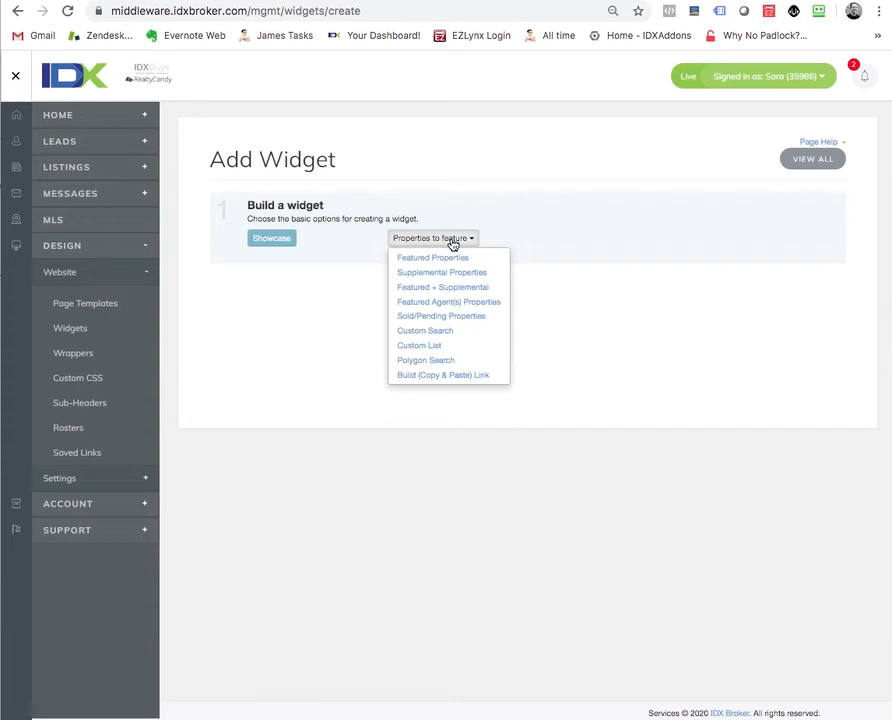 middleware.idxbroker.com/mgmt/widgets/create
Gmail
Zendesk...
Evernote Web
James Tasks
Your Dashboard!
EZLynx Login
All time
Home - IDXAddons
Why No Padlock?...
»
IDX
IDXGuys
RealtyCandy
Live
Signed in as: Sara (35986)
2
HOME +
LEADS +
LISTINGS +
MESSAGES +
MLS
DESIGN -
Website -
Page Templates
Widgets
Wrappers
Custom CSS
Sub-Headers
Rosters
Saved Links
Settings +
ACCOUNT +
SUPPORT +
Page Help
Add Widget
VIEW ALL
1
Build a widget
Choose the basic options for creating a widget.
Showcase
Properties to feature
Featured Properties
Supplemental Properties
Featured + Supplemental
Featured Agent(s) Properties
Sold/Pending Properties
Custom Search
Custom List
Polygon Search
Build (Copy & Paste) Link
Services © 2020 IDX Broker. All rights reserved.